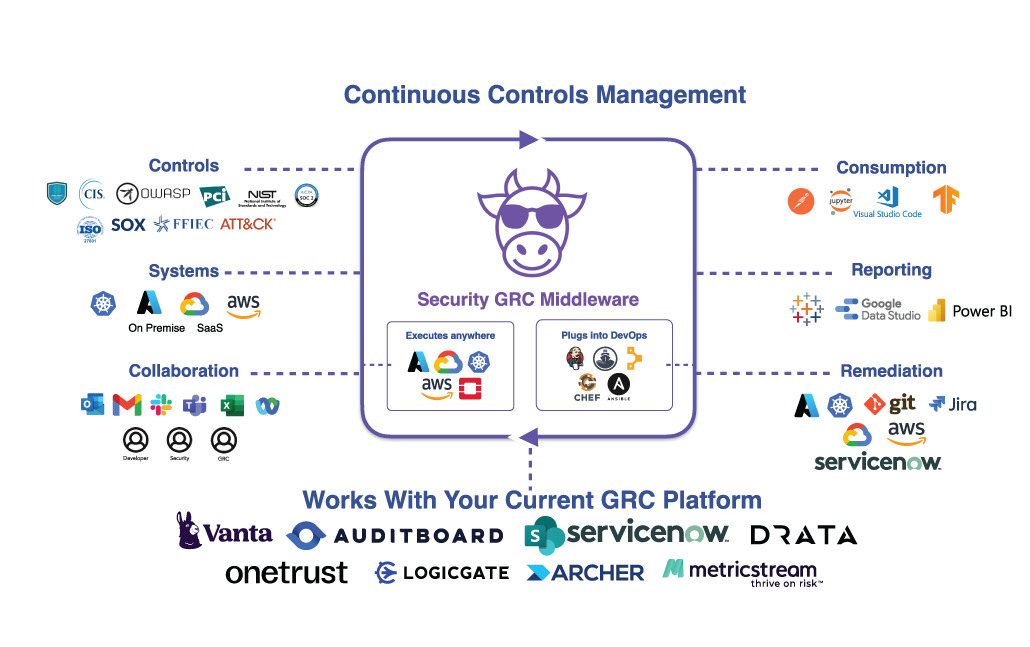 Continuous Controls Management
Controls
CIS.
OWASP
PCI
NIST
National Institute of
Standards and Technology
AICPA
SOC 2
ISO
27001
SOX
FFIEC
ATT&CK
Systems
aws
On Premise
SaaS
Collaboration
Developer
Security
GRC
Security GRC Middleware
Executes anywhere
aws
Plugs into DevOps
CHEF
ANSIBLE
Consumption
jupyter
Visual Studio Code
Reporting
Google
Data Studio
Power BI
Remediation
git
Jira
aws
servicenow
Works With Your Current GRC Platform
Vanta
AUDITBOARD
S
servicenow
DRATA
onetrust
LOGICGATE
ARCHER
metricstream
thrive on risk™